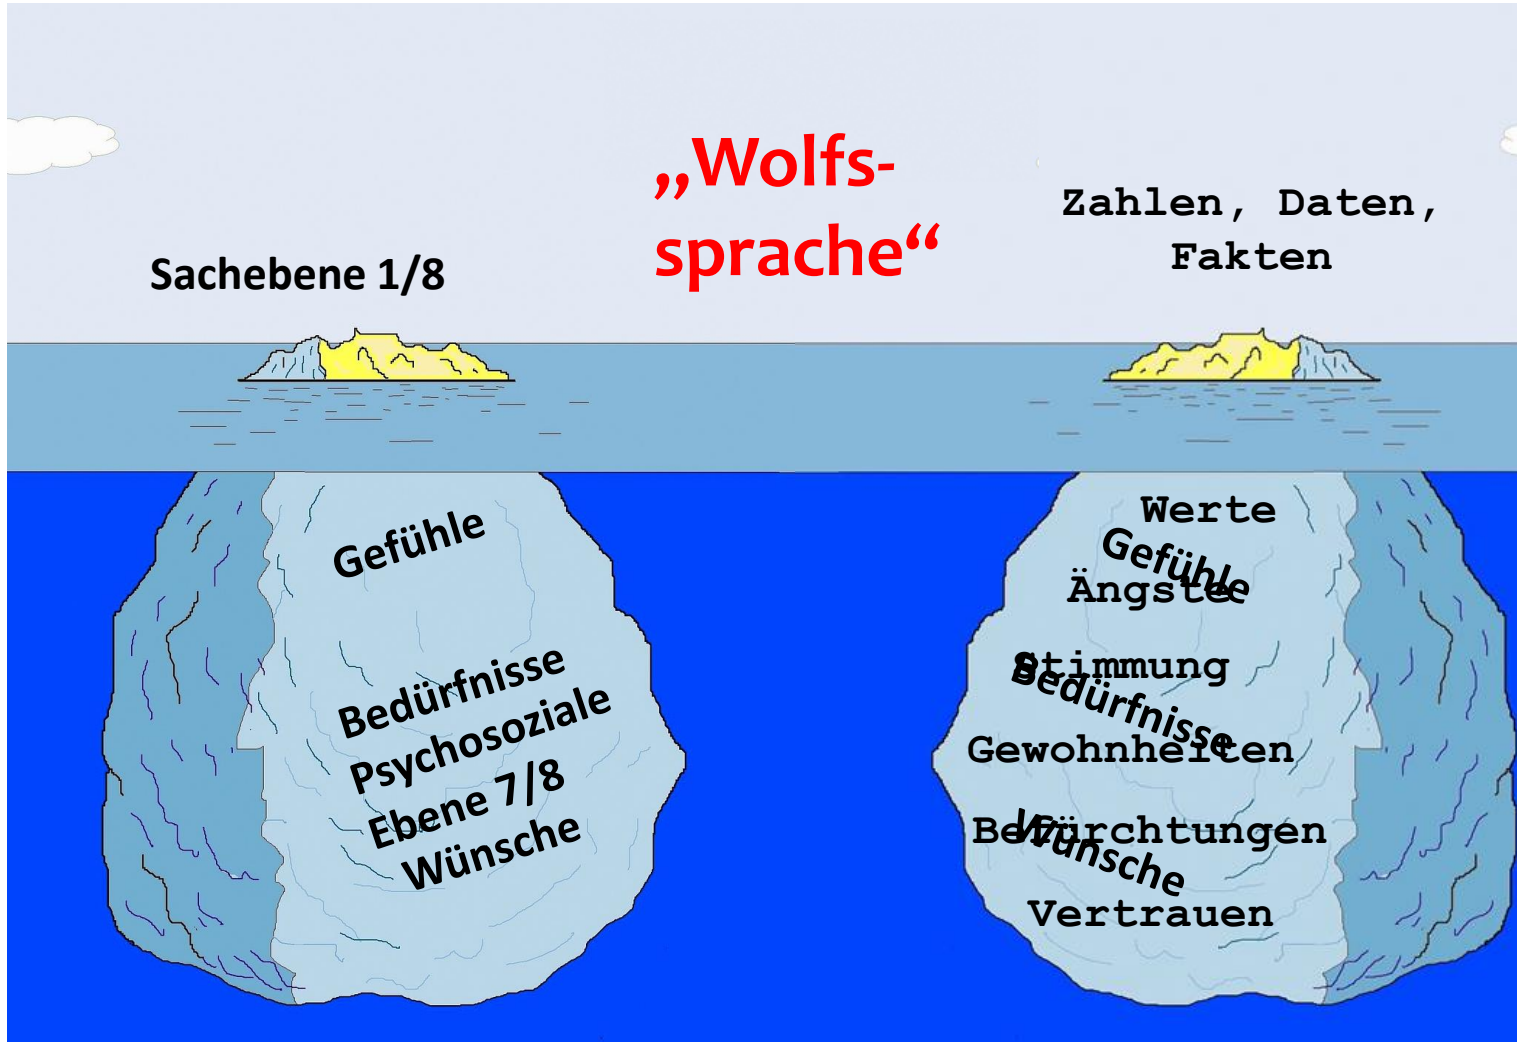 „Wolfs-
sprache“
Zahlen, Daten,
Fakten
Sachebene 1/8
Gefühle
Bedürfnisse
Psychosoziale
Ebene 7/8
Wünsche
Werte
Gefühle
Ängste
Stimmung
Bedürfnisse
Gewohnheiten
Befürchtungen
Wünsche
Vertrauen